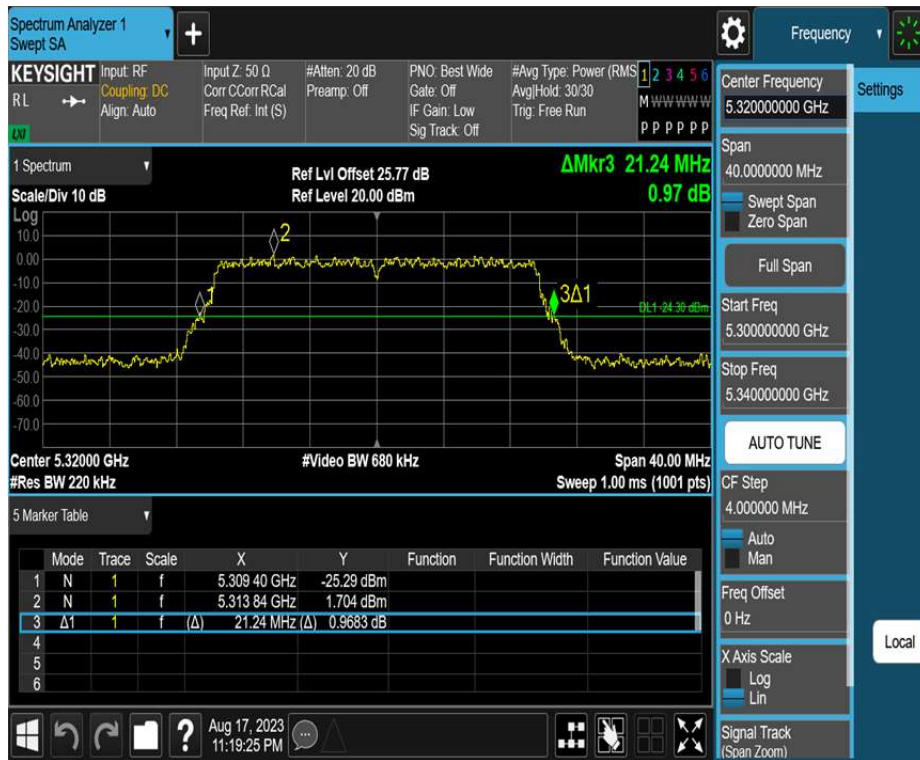 Spectrum Analyzer 1
Swept SA
+
Frequency
KEYSIGHT
RL
LXI
Input: RF
Coupling: DC
Align: Auto
Input Z: 50 Ω
Corr CCorr RCal
Freq Ref: Int (S)
#Atten: 20 dB
Preamp: Off
PNO: Best Wide
Gate: Off
IF Gain: Low
Sig Track: Off
#Avg Type: Power (RMS
Avg|Hold: 30/30
Trig: Free Run
1 2 3 4 5 6
M W W W W W
P P P P P P
1 Spectrum
Scale/Div 10 dB
Ref Lvl Offset 25.77 dB
Ref Level 20.00 dBm
ΔMkr3 21.24 MHz
0.97 dB
Log
10.0
0.00
-10.0
-20.0
-30.0
-40.0
-50.0
-60.0
-70.0
2
1
3Δ1
DL1 -24.30 dBm
Center 5.32000 GHz
#Video BW 680 kHz
Span 40.00 MHz
#Res BW 220 kHz
Sweep 1.00 ms (1001 pts)
5 Marker Table
Mode Trace Scale X Y Function Function Width Function Value
1 N 1 f 5.309 40 GHz -25.29 dBm
2 N 1 f 5.313 84 GHz 1.704 dBm
3 Δ1 1 f (Δ) 21.24 MHz (Δ) 0.9683 dB
4
5
6
?
Aug 17, 2023
11:19:25 PM
Center Frequency
5.320000000 GHz
Span
40.0000000 MHz
Swept Span
Zero Span
Full Span
Start Freq
5.300000000 GHz
Stop Freq
5.340000000 GHz
AUTO TUNE
CF Step
4.000000 MHz
Auto
Man
Freq Offset
0 Hz
X Axis Scale
Log
Lin
Signal Track
(Span Zoom)
Settings
Local